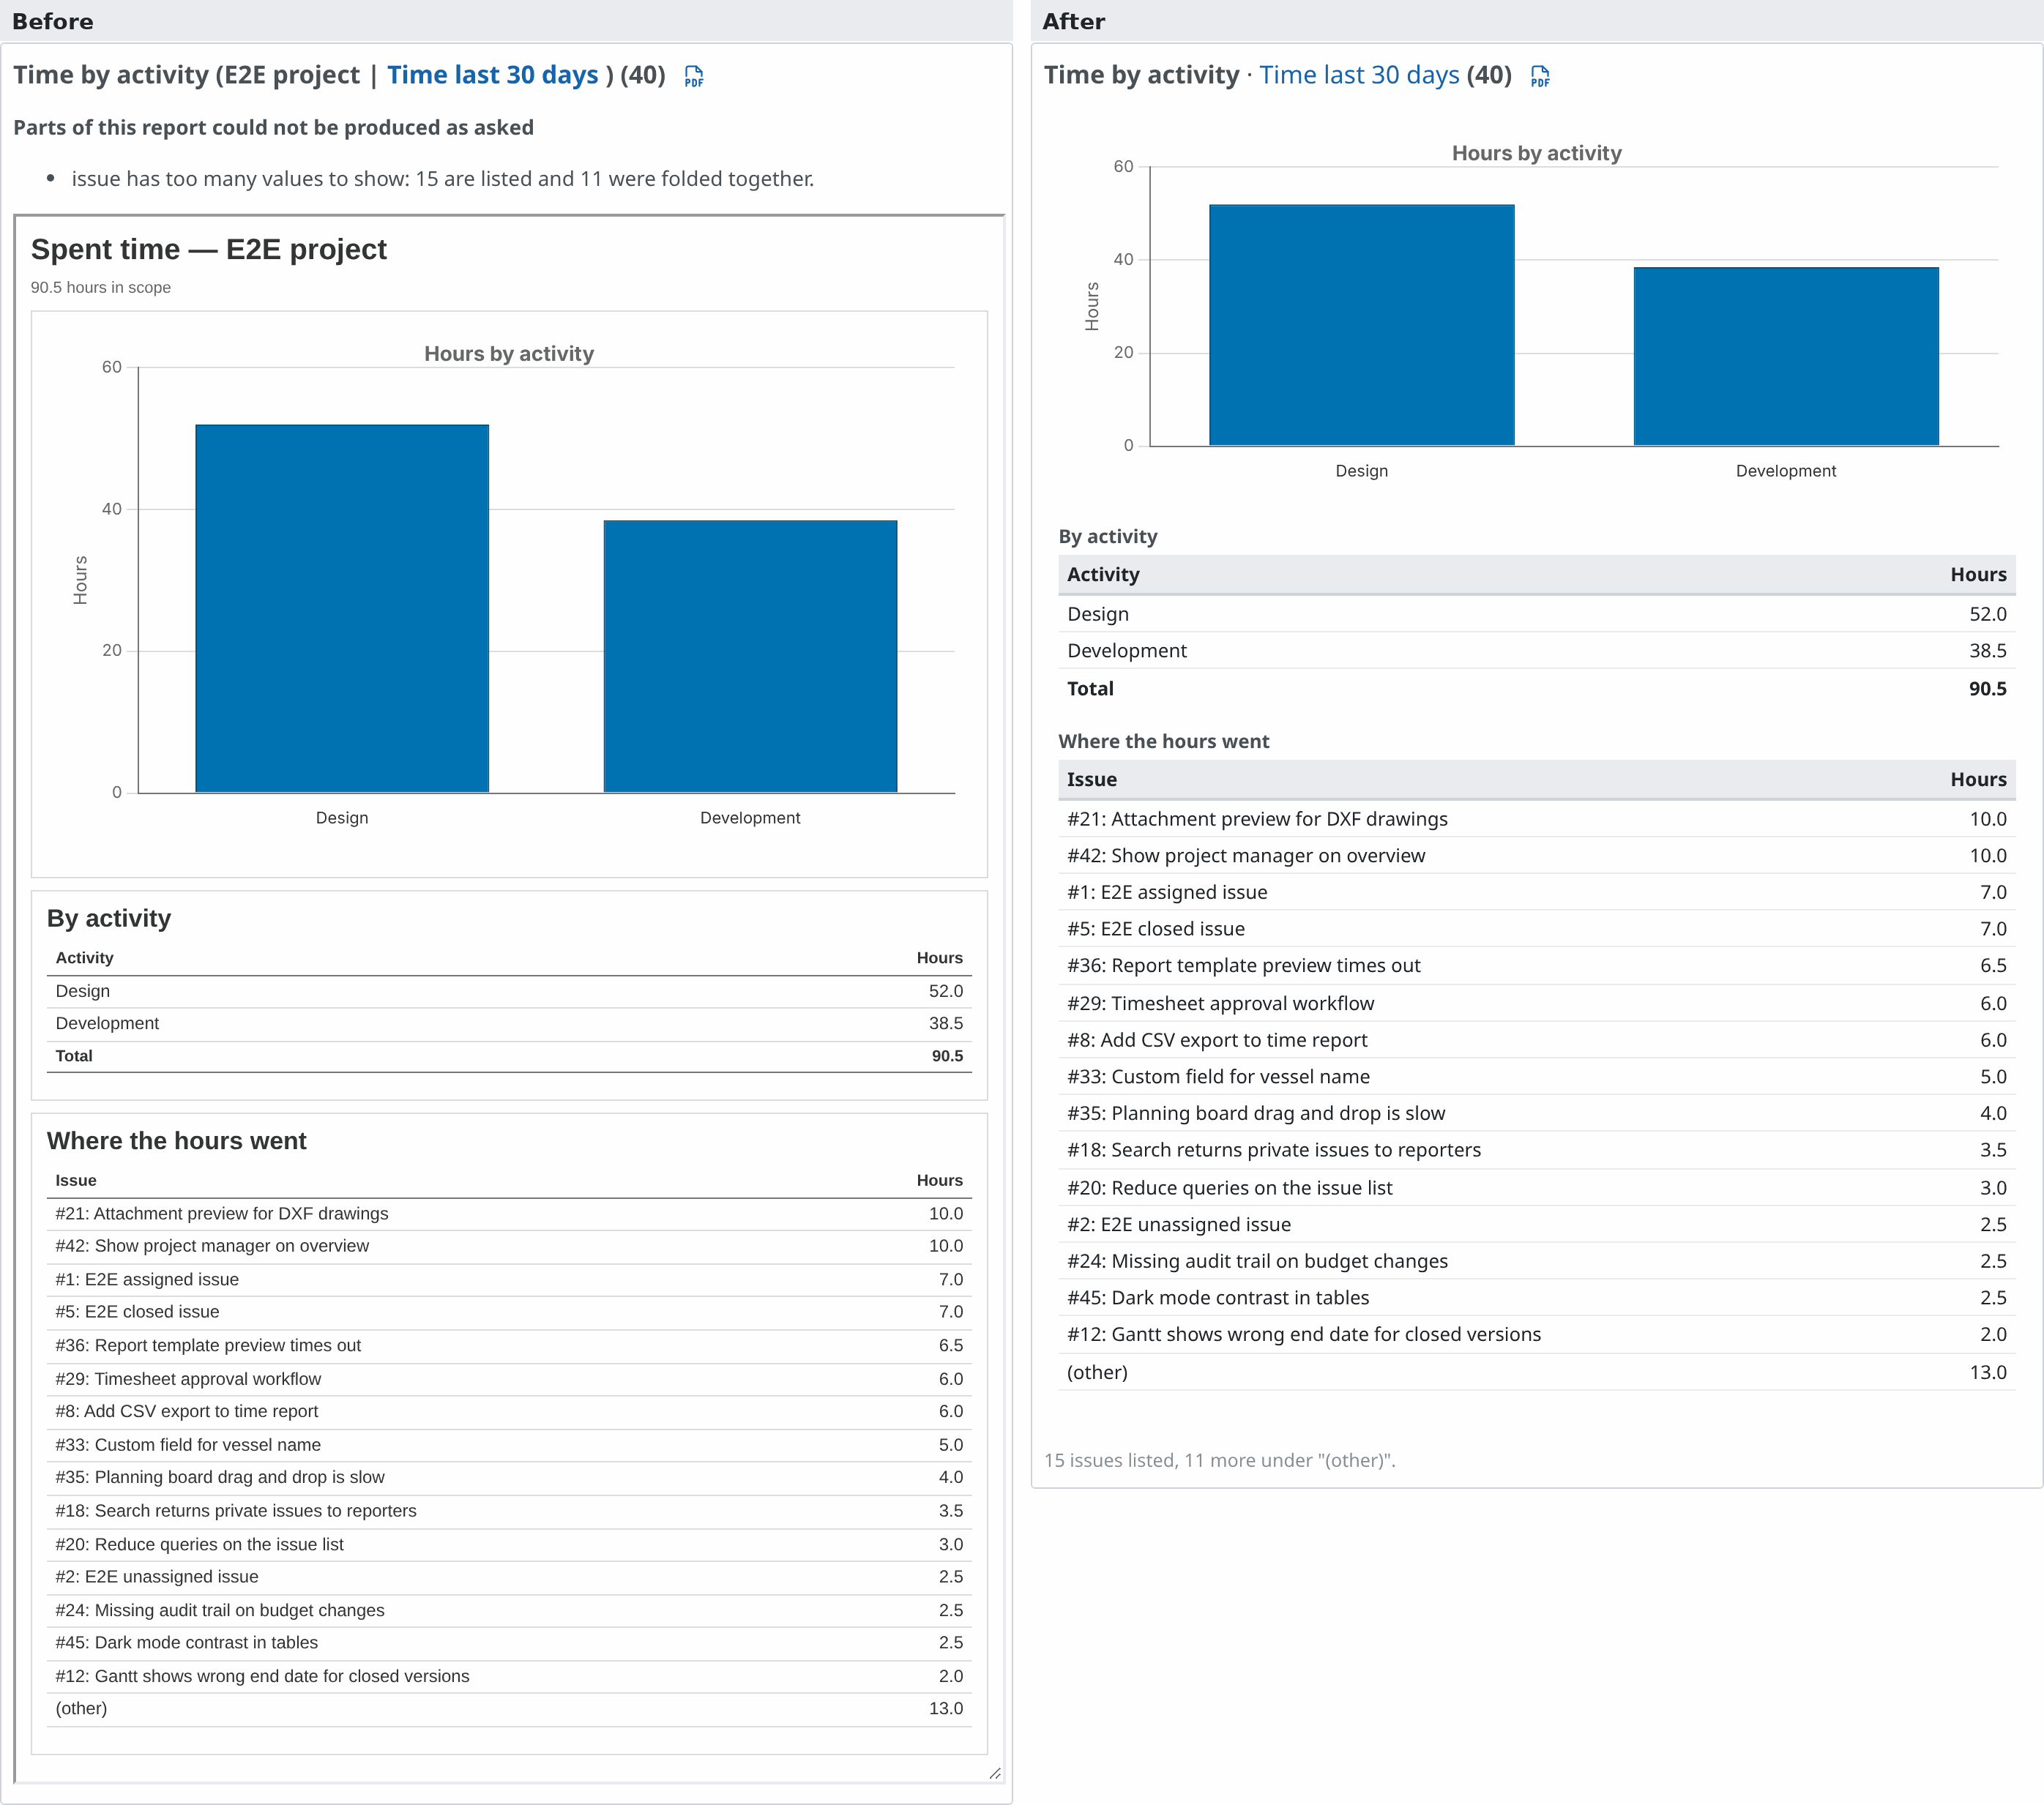 Before
Time by activity (E2E project | Time last 30 days ) (40) PDF
Parts of this report could not be produced as asked
• issue has too many values to show: 15 are listed and 11 were folded together.
Spent time — E2E project
90.5 hours in scope
Hours by activity
60
40
20
0
Hours
Design Development
By activity
Activity Hours
Design 52.0
Development 38.5
Total 90.5
Where the hours went
Issue Hours
#21: Attachment preview for DXF drawings 10.0
#42: Show project manager on overview 10.0
#1: E2E assigned issue 7.0
#5: E2E closed issue 7.0
#36: Report template preview times out 6.5
#29: Timesheet approval workflow 6.0
#8: Add CSV export to time report 6.0
#33: Custom field for vessel name 5.0
#35: Planning board drag and drop is slow 4.0
#18: Search returns private issues to reporters 3.5
#20: Reduce queries on the issue list 3.0
#2: E2E unassigned issue 2.5
#24: Missing audit trail on budget changes 2.5
#45: Dark mode contrast in tables 2.5
#12: Gantt shows wrong end date for closed versions 2.0
(other) 13.0
After
Time by activity · Time last 30 days (40) PDF
Hours by activity
60
40
20
0
Hours
Design Development
By activity
Activity Hours
Design 52.0
Development 38.5
Total 90.5
Where the hours went
Issue Hours
#21: Attachment preview for DXF drawings 10.0
#42: Show project manager on overview 10.0
#1: E2E assigned issue 7.0
#5: E2E closed issue 7.0
#36: Report template preview times out 6.5
#29: Timesheet approval workflow 6.0
#8: Add CSV export to time report 6.0
#33: Custom field for vessel name 5.0
#35: Planning board drag and drop is slow 4.0
#18: Search returns private issues to reporters 3.5
#20: Reduce queries on the issue list 3.0
#2: E2E unassigned issue 2.5
#24: Missing audit trail on budget changes 2.5
#45: Dark mode contrast in tables 2.5
#12: Gantt shows wrong end date for closed versions 2.0
(other) 13.0
15 issues listed, 11 more under "(other)".